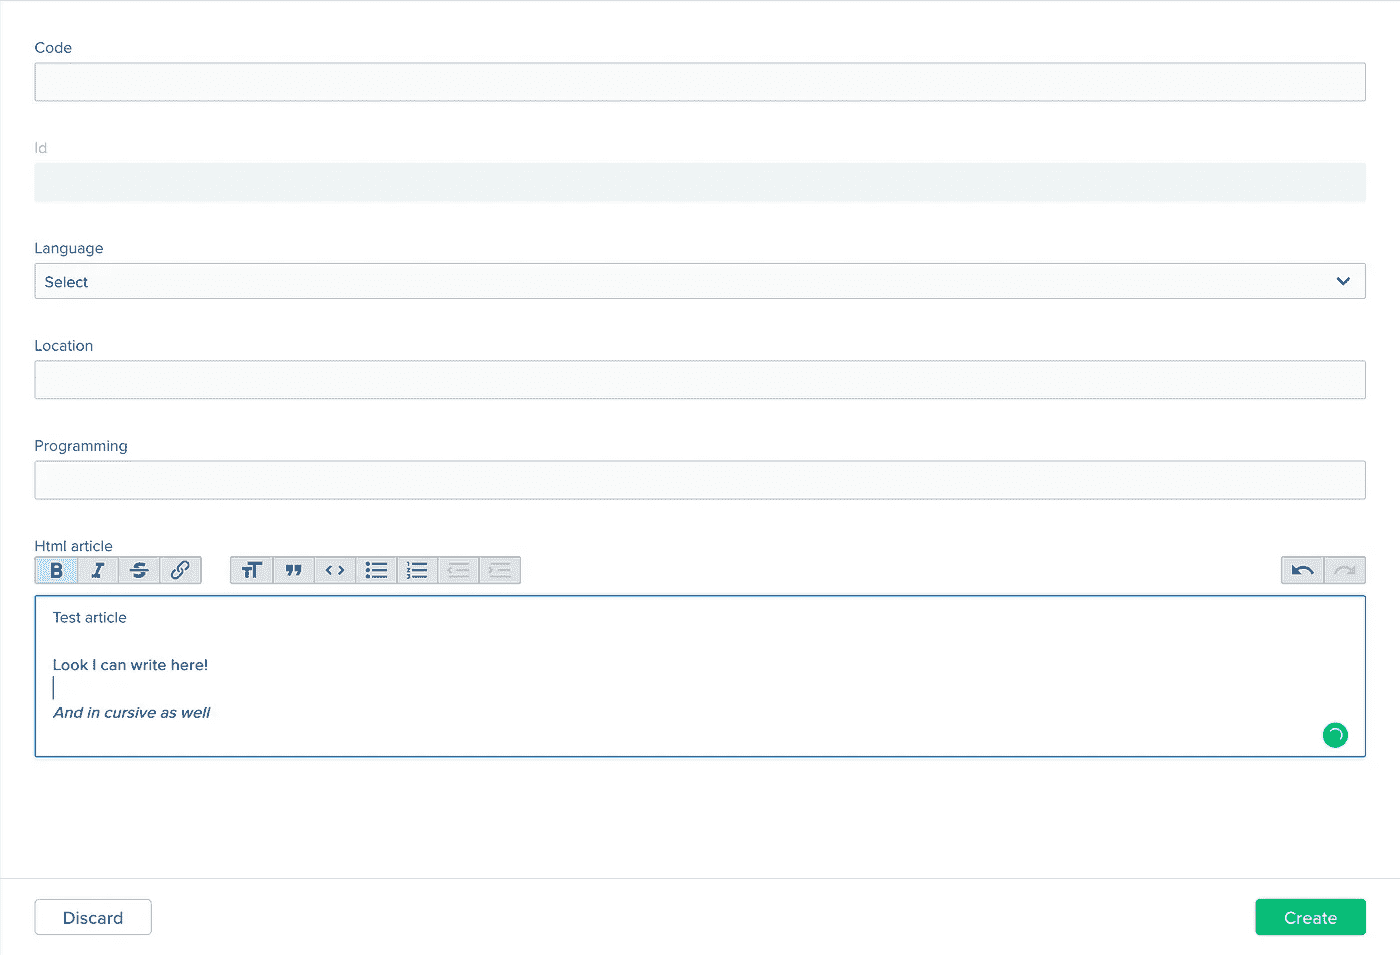 Code
Id
Language
Select
Location
Programming
Html article
Test article
Look I can write here!
And in cursive as well
Discard
Create